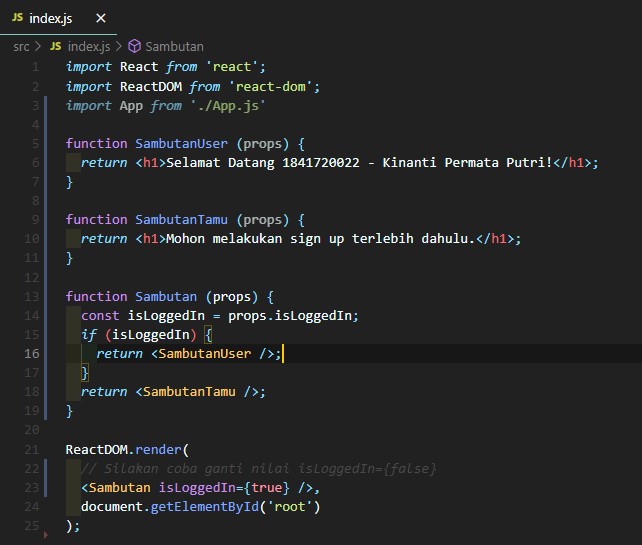 JS index.js ×
src > JS index.js > Sambutan
1 import React from 'react';
2 import ReactDOM from 'react-dom';
3 import App from './App.js'
4
5 function SambutanUser (props) {
6   return <h1>Selamat Datang 1841720022 - Kinanti Permata Putri!</h1>;
7 }
8
9 function SambutanTamu (props) {
10   return <h1>Mohon melakukan sign up terlebih dahulu.</h1>;
11 }
12
13 function Sambutan (props) {
14   const isLoggedIn = props.isLoggedIn;
15   if (isLoggedIn) {
16     return <SambutanUser />;
17   }
18   return <SambutanTamu />;
19 }
20
21 ReactDOM.render(
22   // Silakan coba ganti nilai isLoggedIn={false}
23   <Sambutan isLoggedIn={true} />,
24   document.getElementById('root')
25 );